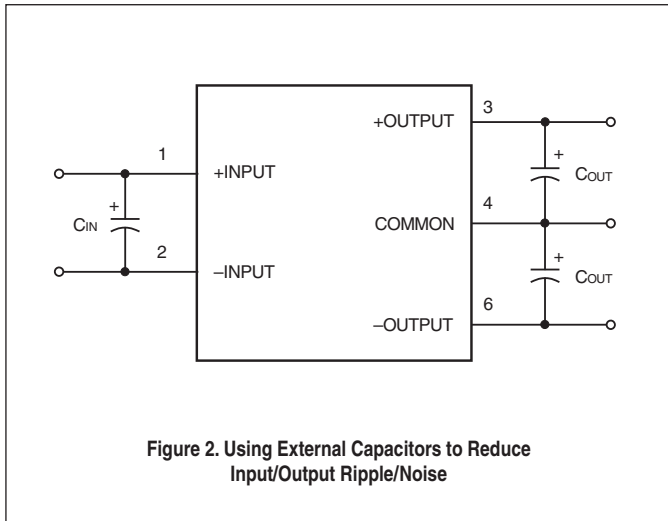 1
+INPUT
+
CIN
2
–INPUT
+OUTPUT
3
+
COUT
COMMON
4
+
COUT
–OUTPUT
6
Figure 2. Using External Capacitors to Reduce
Input/Output Ripple/Noise